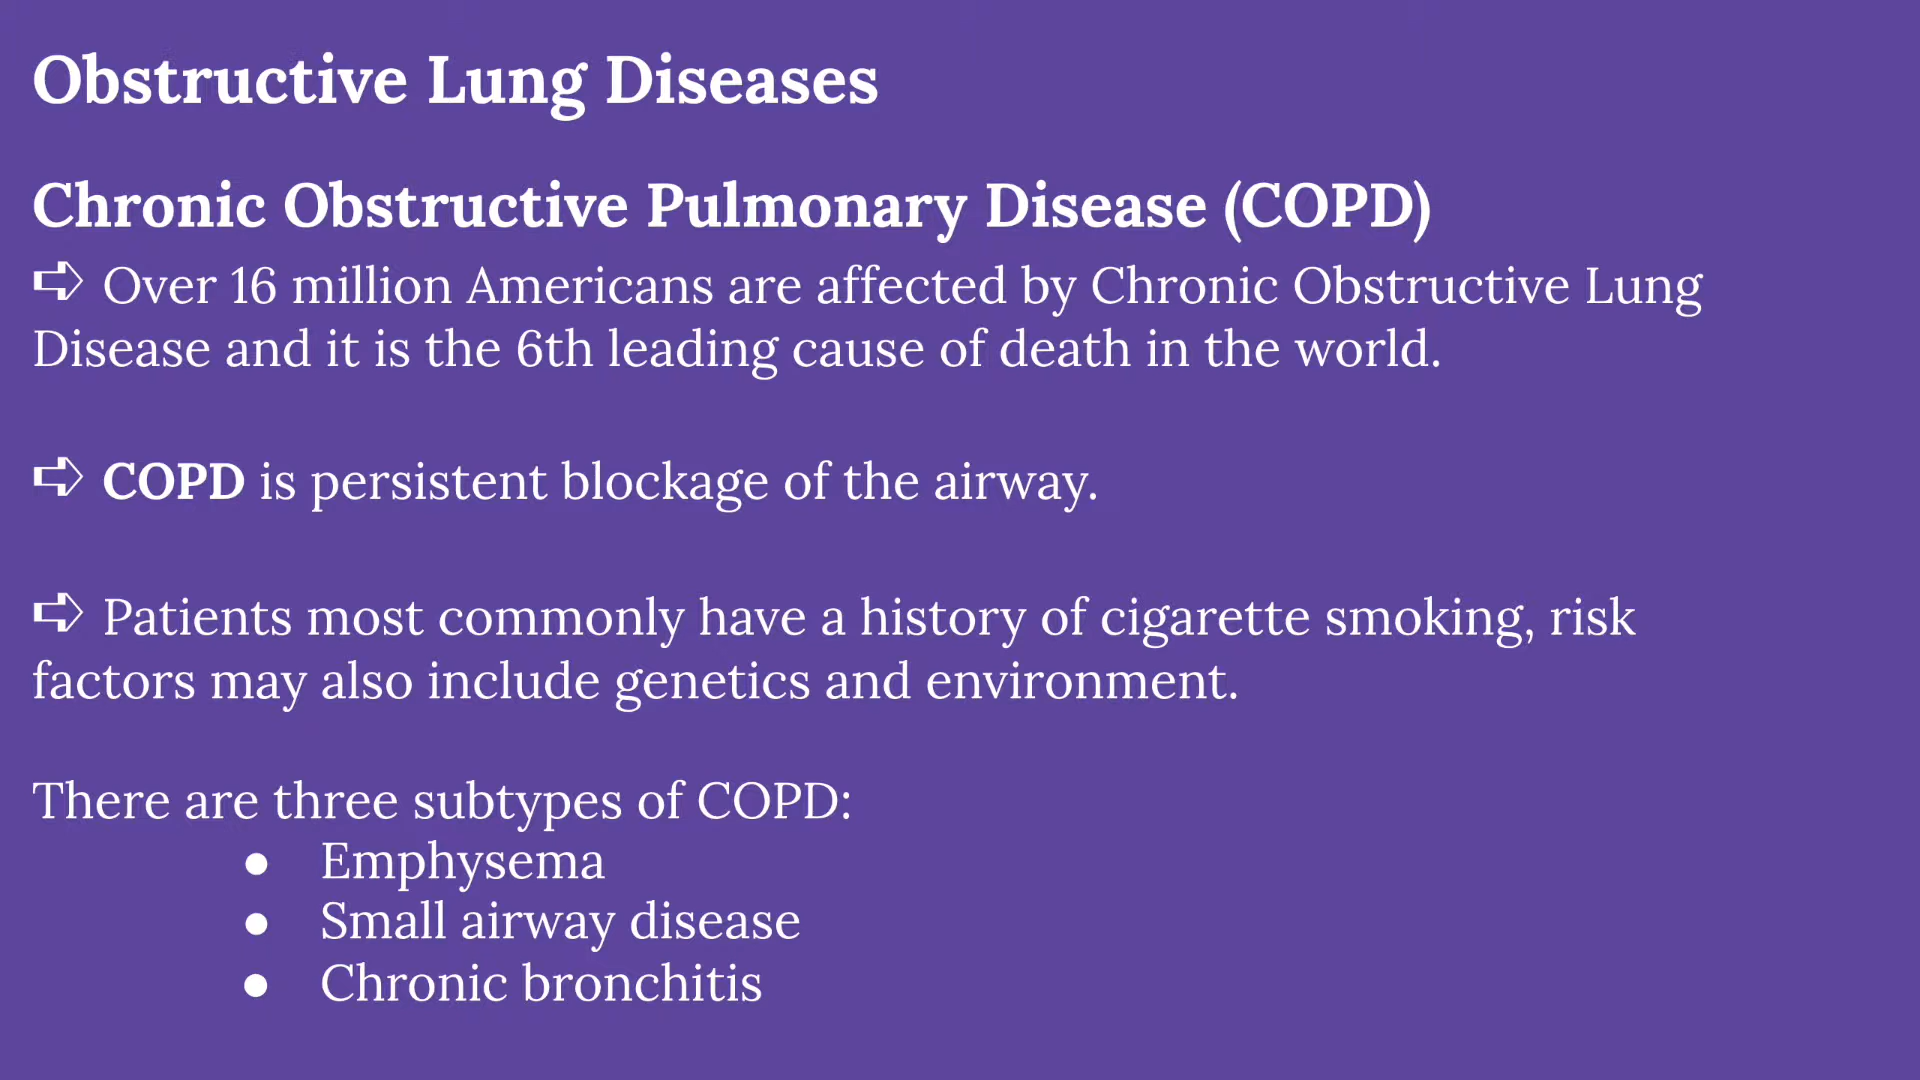 Obstructive Lung Diseases
Chronic Obstructive Pulmonary Disease (COPD)
➪ Over 16 million Americans are affected by Chronic Obstructive Lung
Disease and it is the 6th leading cause of death in the world.
➪ COPD is persistent blockage of the airway.
➪ Patients most commonly have a history of cigarette smoking, risk
factors may also include genetics and environment.
There are three subtypes of COPD:
● Emphysema
● Small airway disease
● Chronic bronchitis